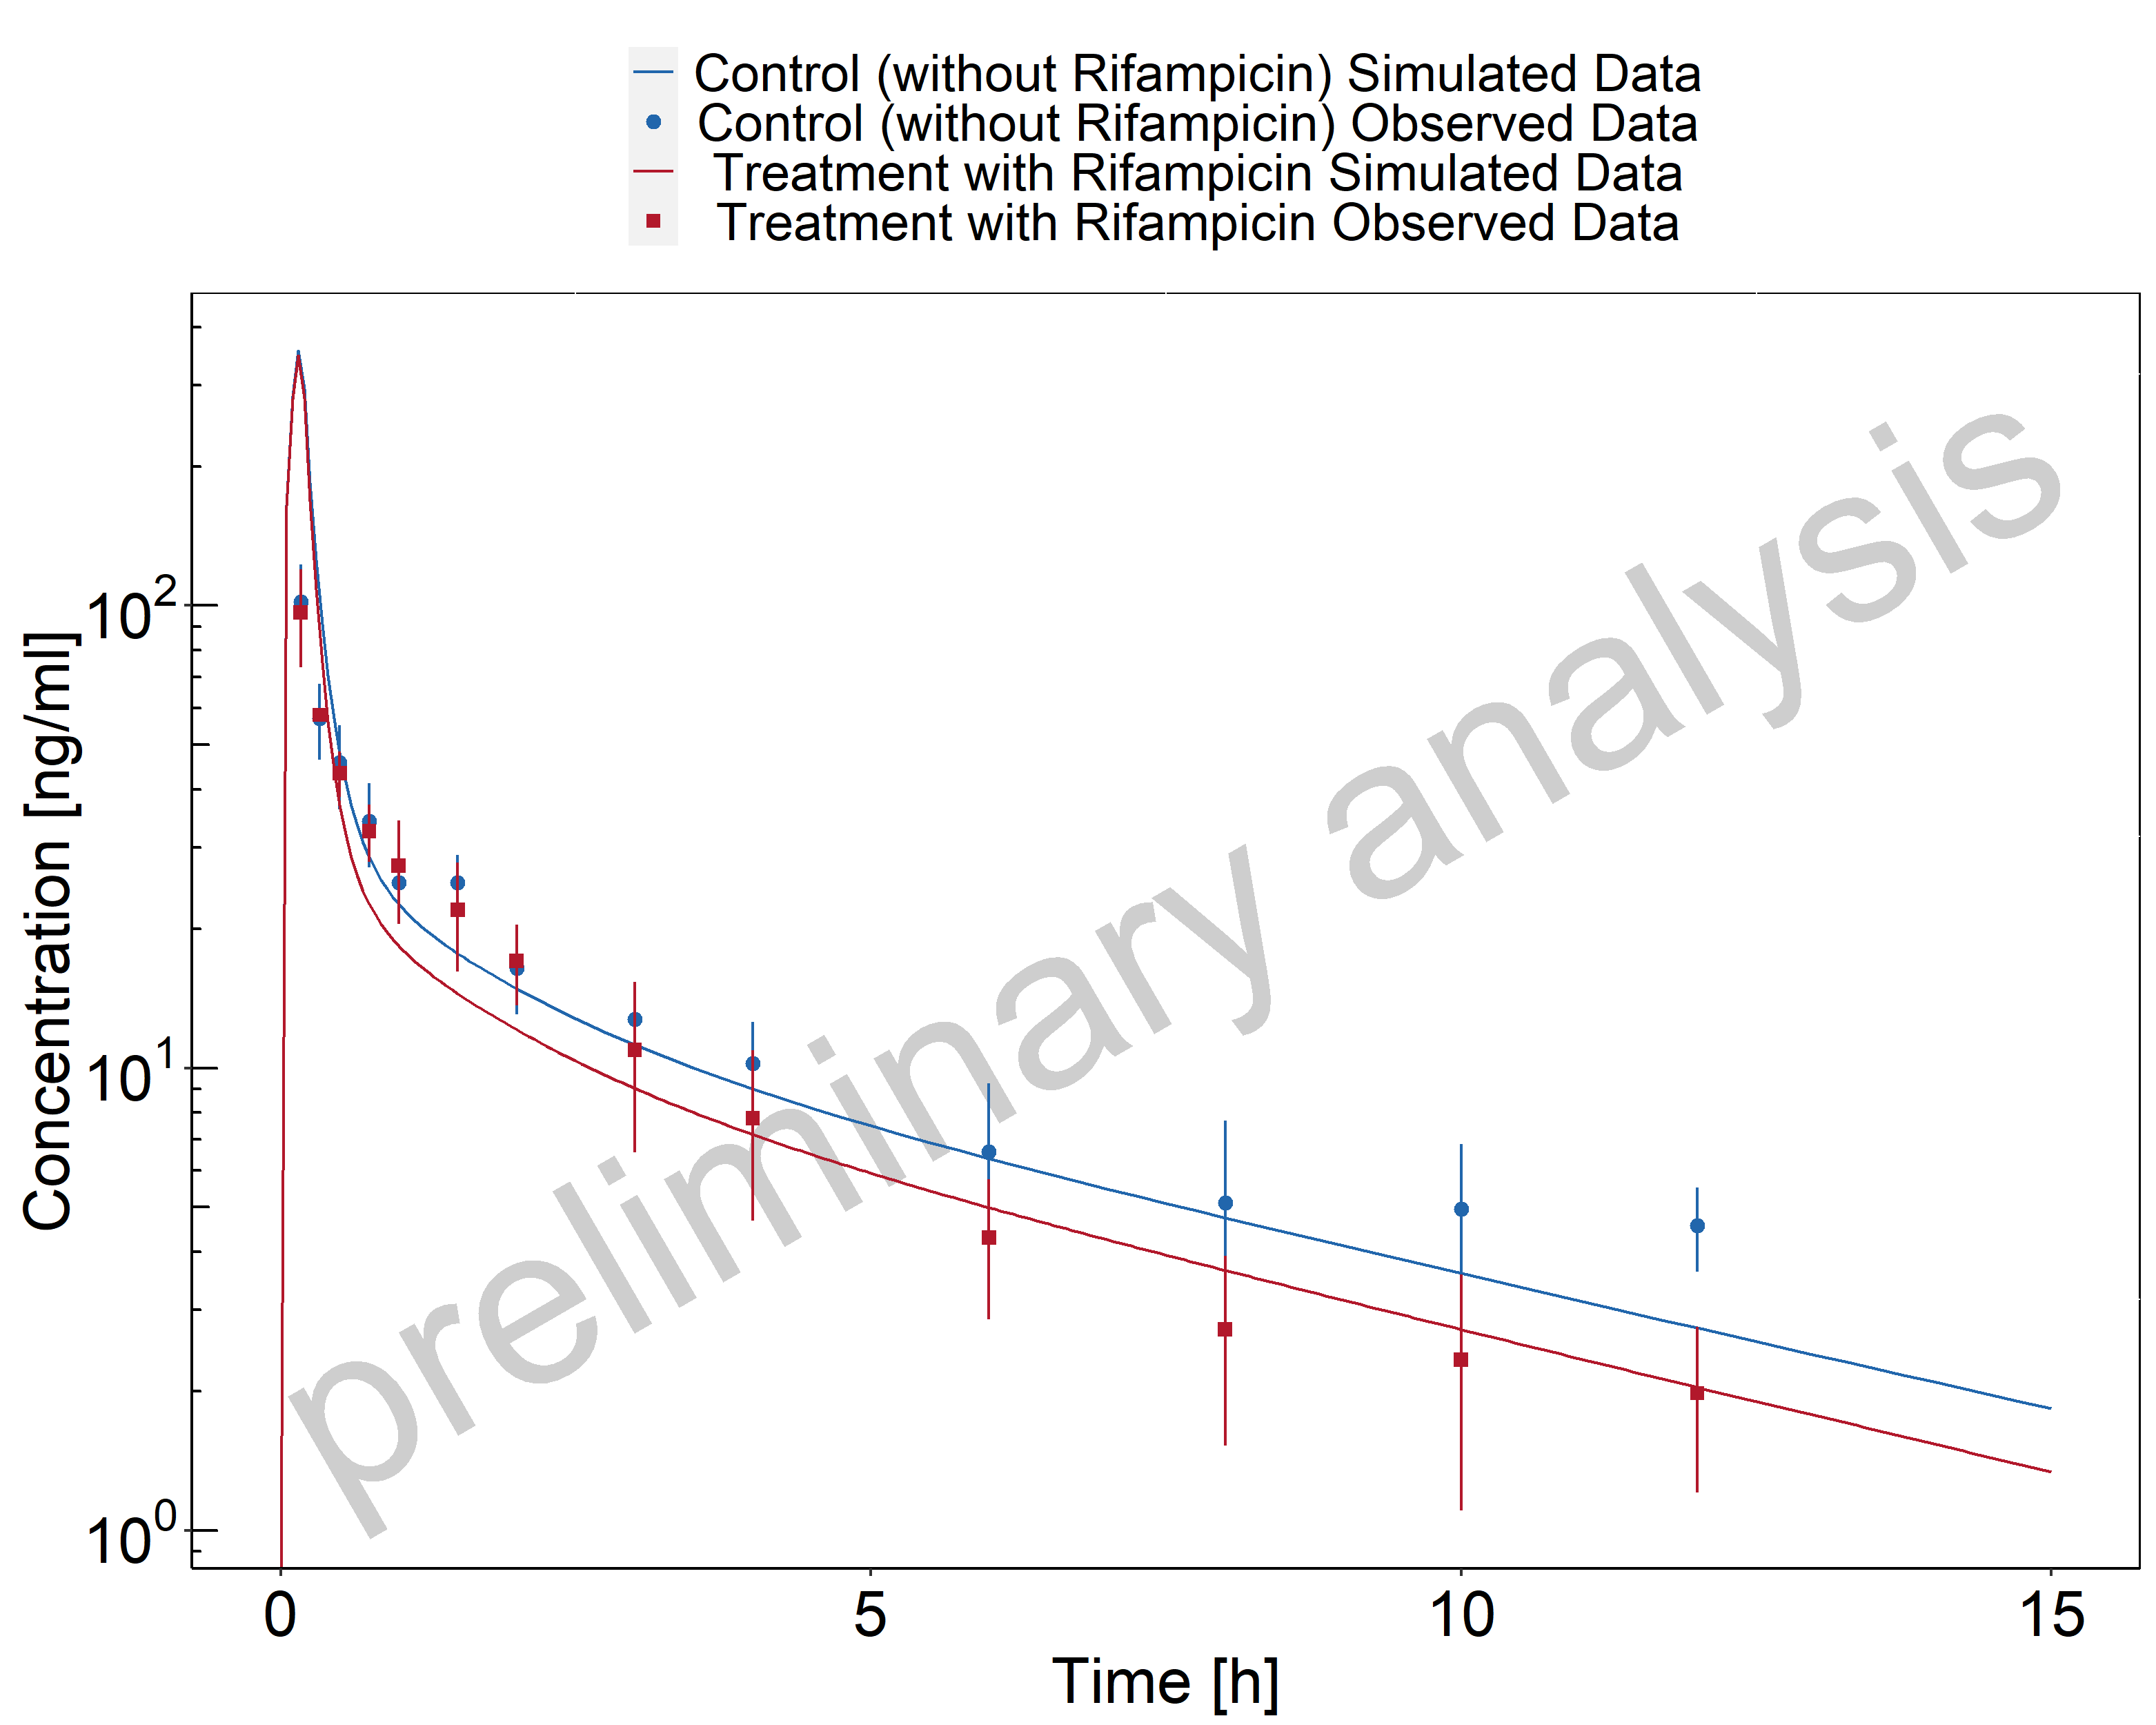 Control (without Rifampicin) Simulated Data
Control (without Rifampicin) Observed Data
Treatment with Rifampicin Simulated Data
Treatment with Rifampicin Observed Data
Concentration [ng/ml]
10²
10¹
10⁰
preliminary analysis
0 5 10 15
Time [h]